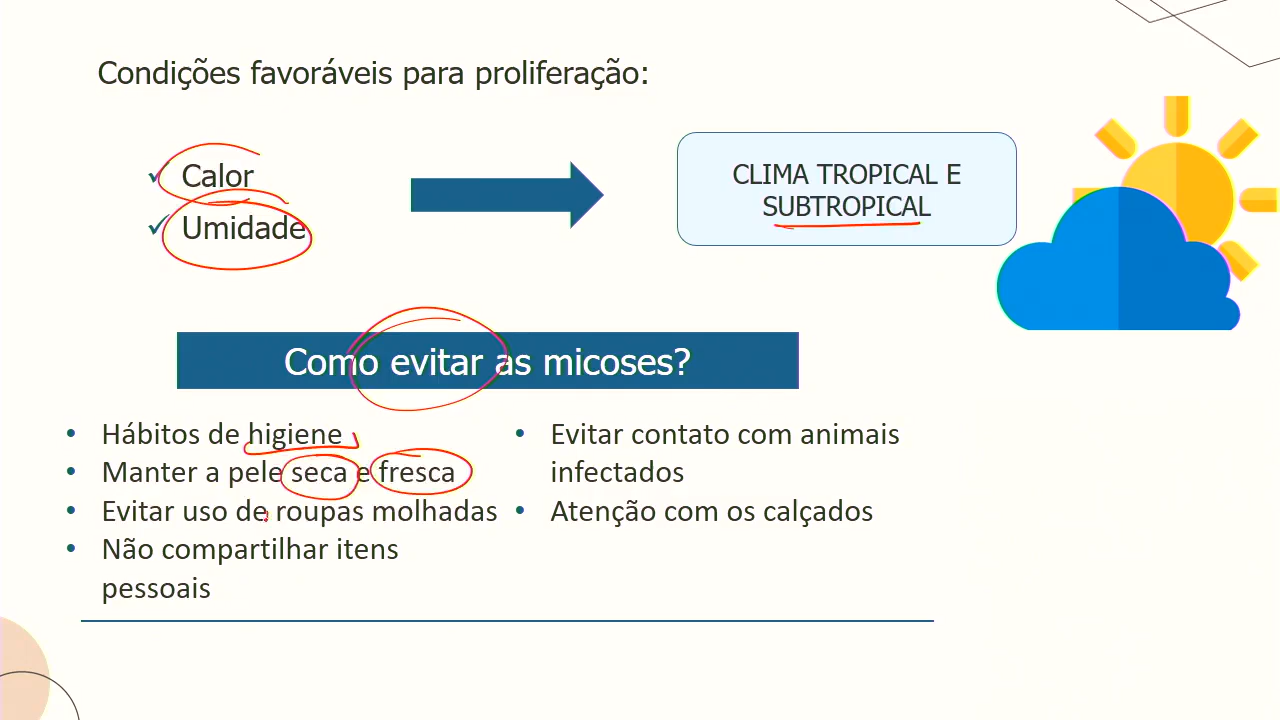 Condições favoráveis para proliferação:
Calor
Umidade
CLIMA TROPICAL E
SUBTROPICAL
Como evitar as micoses?
Hábitos de higiene
Manter a pele seca e fresca
Evitar uso de roupas molhadas
Não compartilhar itens
pessoais
Evitar contato com animais
infectados
Atenção com os calçados